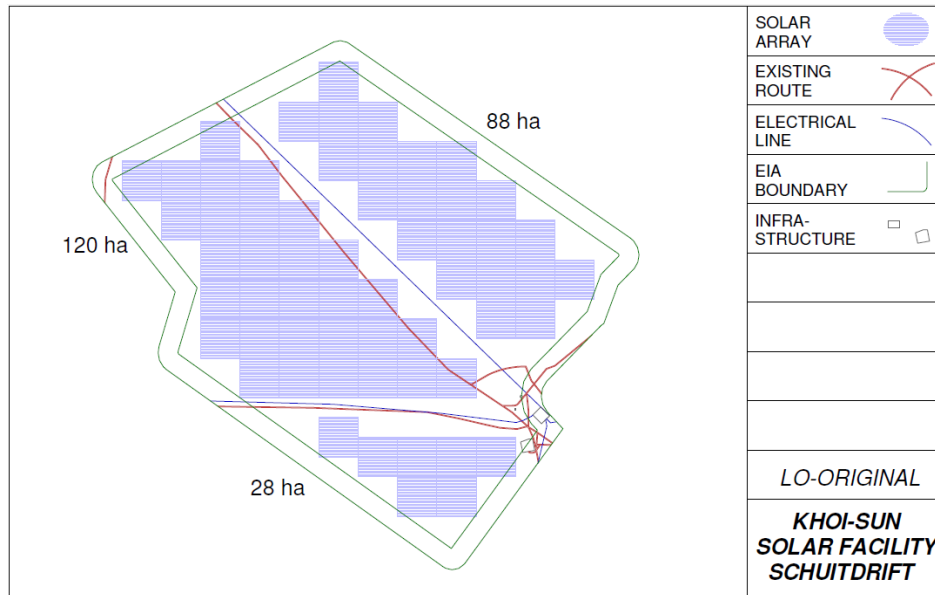 88 ha
120 ha
28 ha
SOLAR
ARRAY
EXISTING
ROUTE
ELECTRICAL
LINE
EIA
BOUNDARY
INFRA-
STRUCTURE
LO-ORIGINAL
KHOI-SUN
SOLAR FACILITY
SCHUITDRIFT